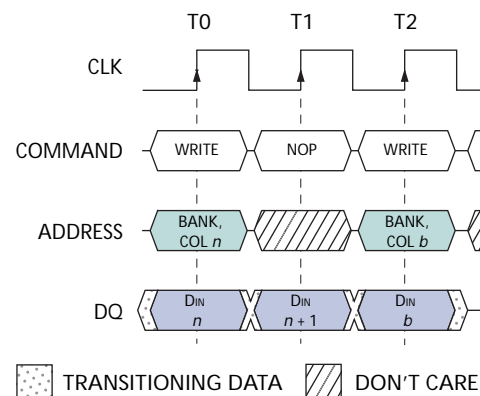 T0 T1 T2
CLK
COMMAND WRITE NOP WRITE
ADDRESS BANK, COL n BANK, COL b
DQ DIN n DIN n + 1 DIN b
TRANSITIONING DATA DON'T CARE